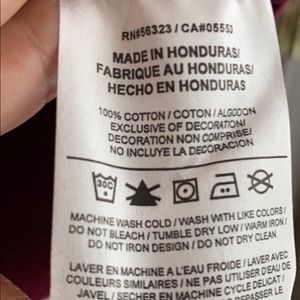 RN#56323 / CA#05553
MADE IN HONDURAS/
FABRIQUE AU HONDURAS/
HECHO EN HONDURAS
100% COTTON / COTON / ALGODON
EXCLUSIVE OF DECORATION/
DECORATION NON COMPRISE/
NO INCLUYE LA DECORACION
30C
MACHINE WASH COLD / WASH WITH LIKE COLORS /
DO NOT BLEACH / TUMBLE DRY LOW / WARM IRON /
DO NOT IRON DESIGN / DO NOT DRY CLEAN
LAVER EN MACHINE A L'EAU FROIDE / LAVER AVEC
COULEURS SIMILAIRES / NE PAS UTILISER D'EAU DE
JAVEL / SECHER EN MACHINE CYCLE DELICAT /